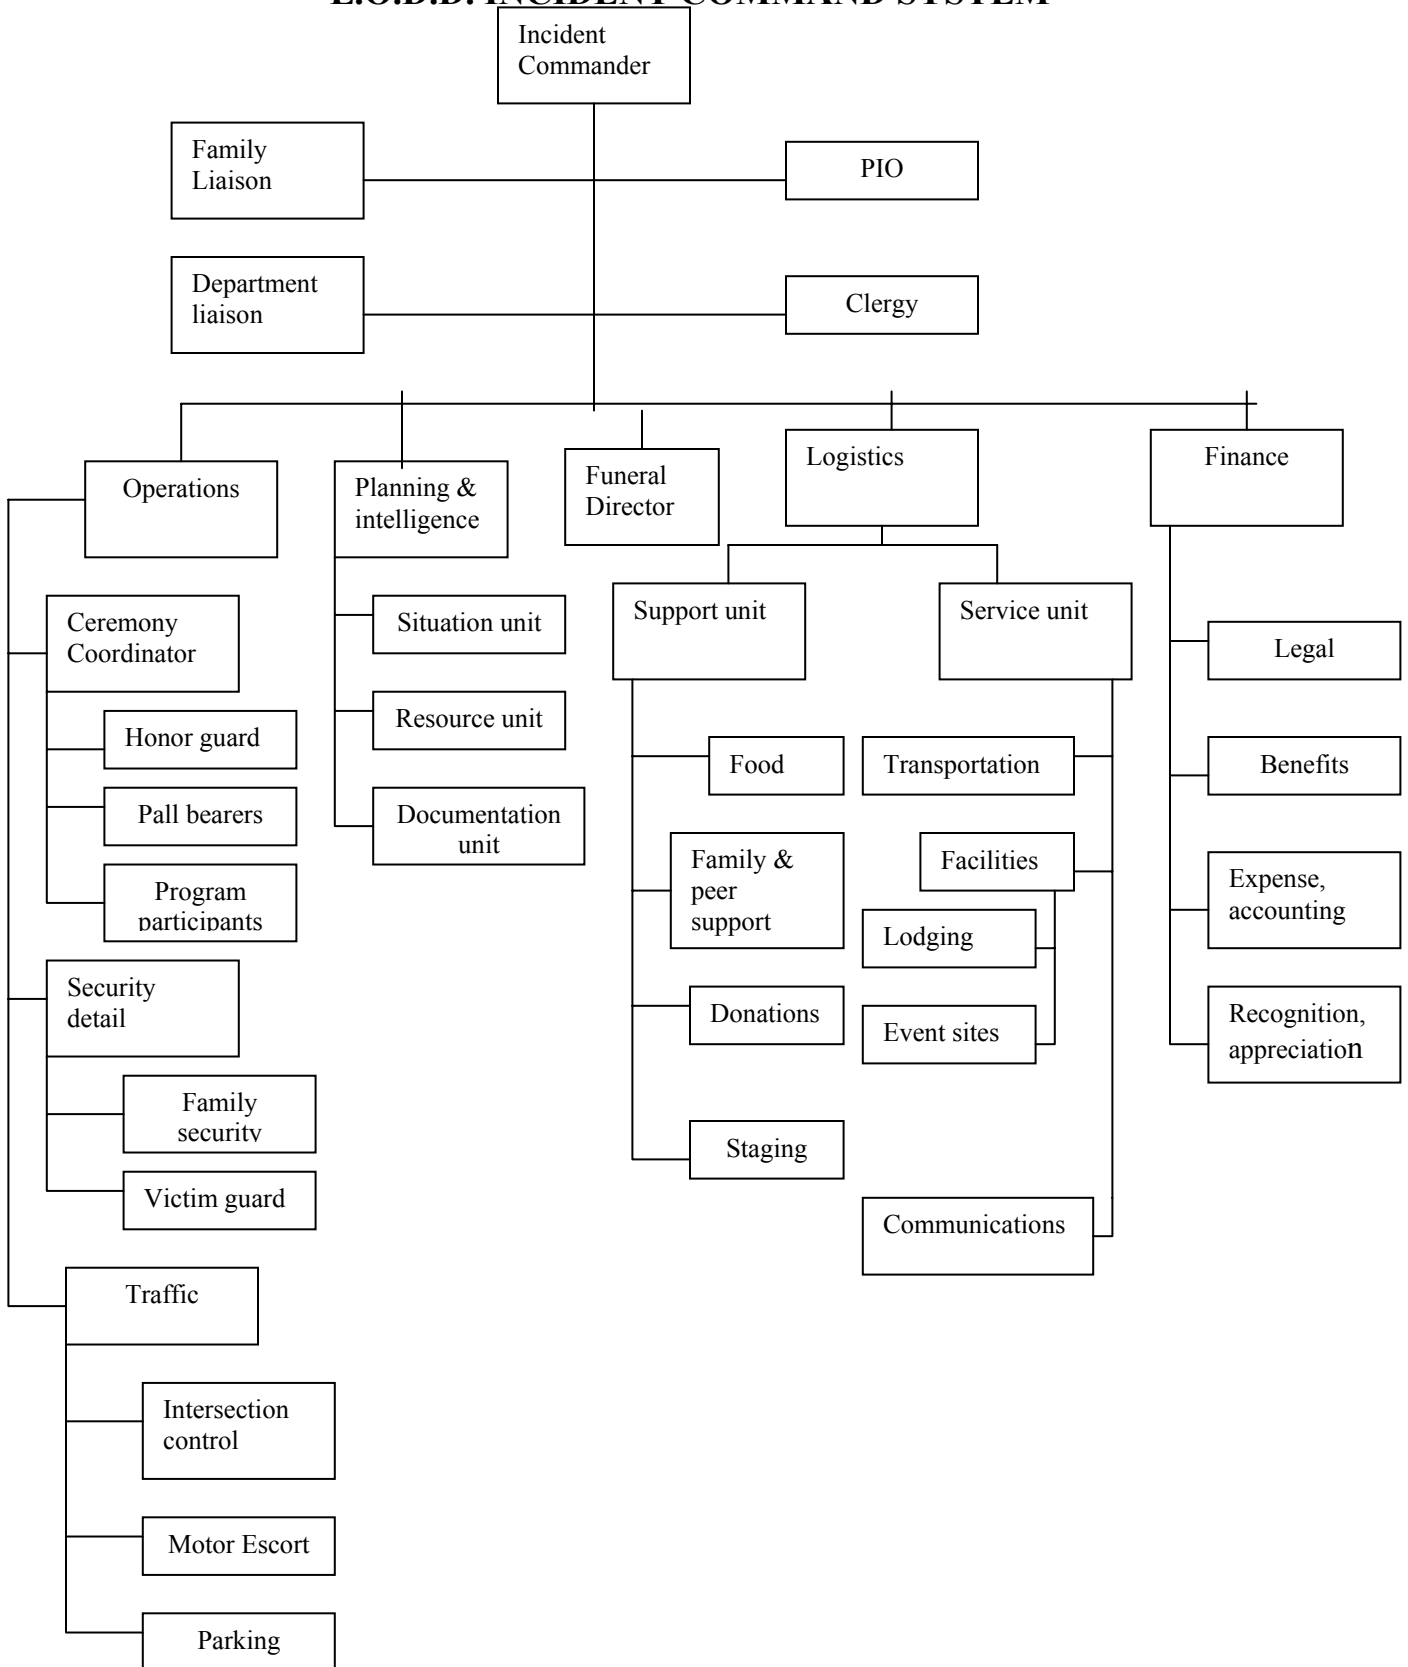 L.O.D.D. INCIDENT COMMAND SYSTEM
Incident
Commander
Family
Liaison
PIO
Department
liaison
Clergy
Operations
Planning &
intelligence
Funeral
Director
Logistics
Finance
Ceremony
Coordinator
Honor guard
Pall bearers
Program
participants
Security
detail
Family
security
Victim guard
Traffic
Intersection
control
Motor Escort
Parking
Situation unit
Resource unit
Documentation
unit
Support unit
Food
Family &
peer
support
Donations
Staging
Service unit
Transportation
Facilities
Lodging
Event sites
Communications
Legal
Benefits
Expense,
accounting
Recognition,
appreciation